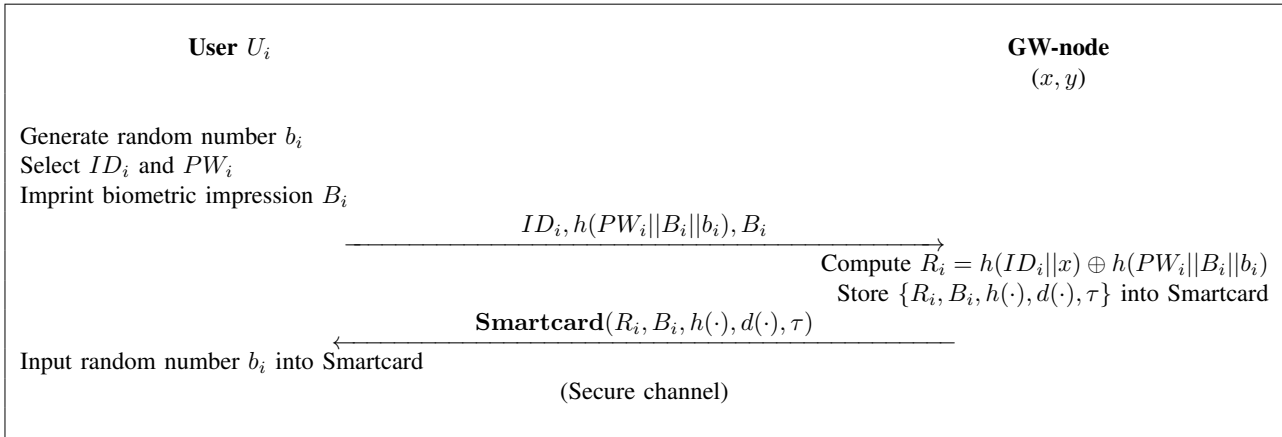 User U_i
GW-node
(x, y)
Generate random number b_i
Select ID_i and PW_i
Imprint biometric impression B_i
ID_i, h(PW_i||B_i||b_i), B_i
Compute R_i = h(ID_i||x) ⊕ h(PW_i||B_i||b_i)
Store {R_i, B_i, h(·), d(·), τ} into Smartcard
Smartcard(R_i, B_i, h(·), d(·), τ)
Input random number b_i into Smartcard
(Secure channel)